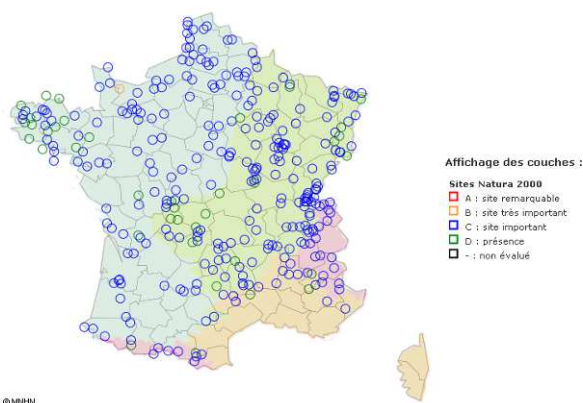 Affichage des couches :
Sites Natura 2000
A : site remarquable
B : site très important
C : site important
D : présence
- : non évalué
@MNHN